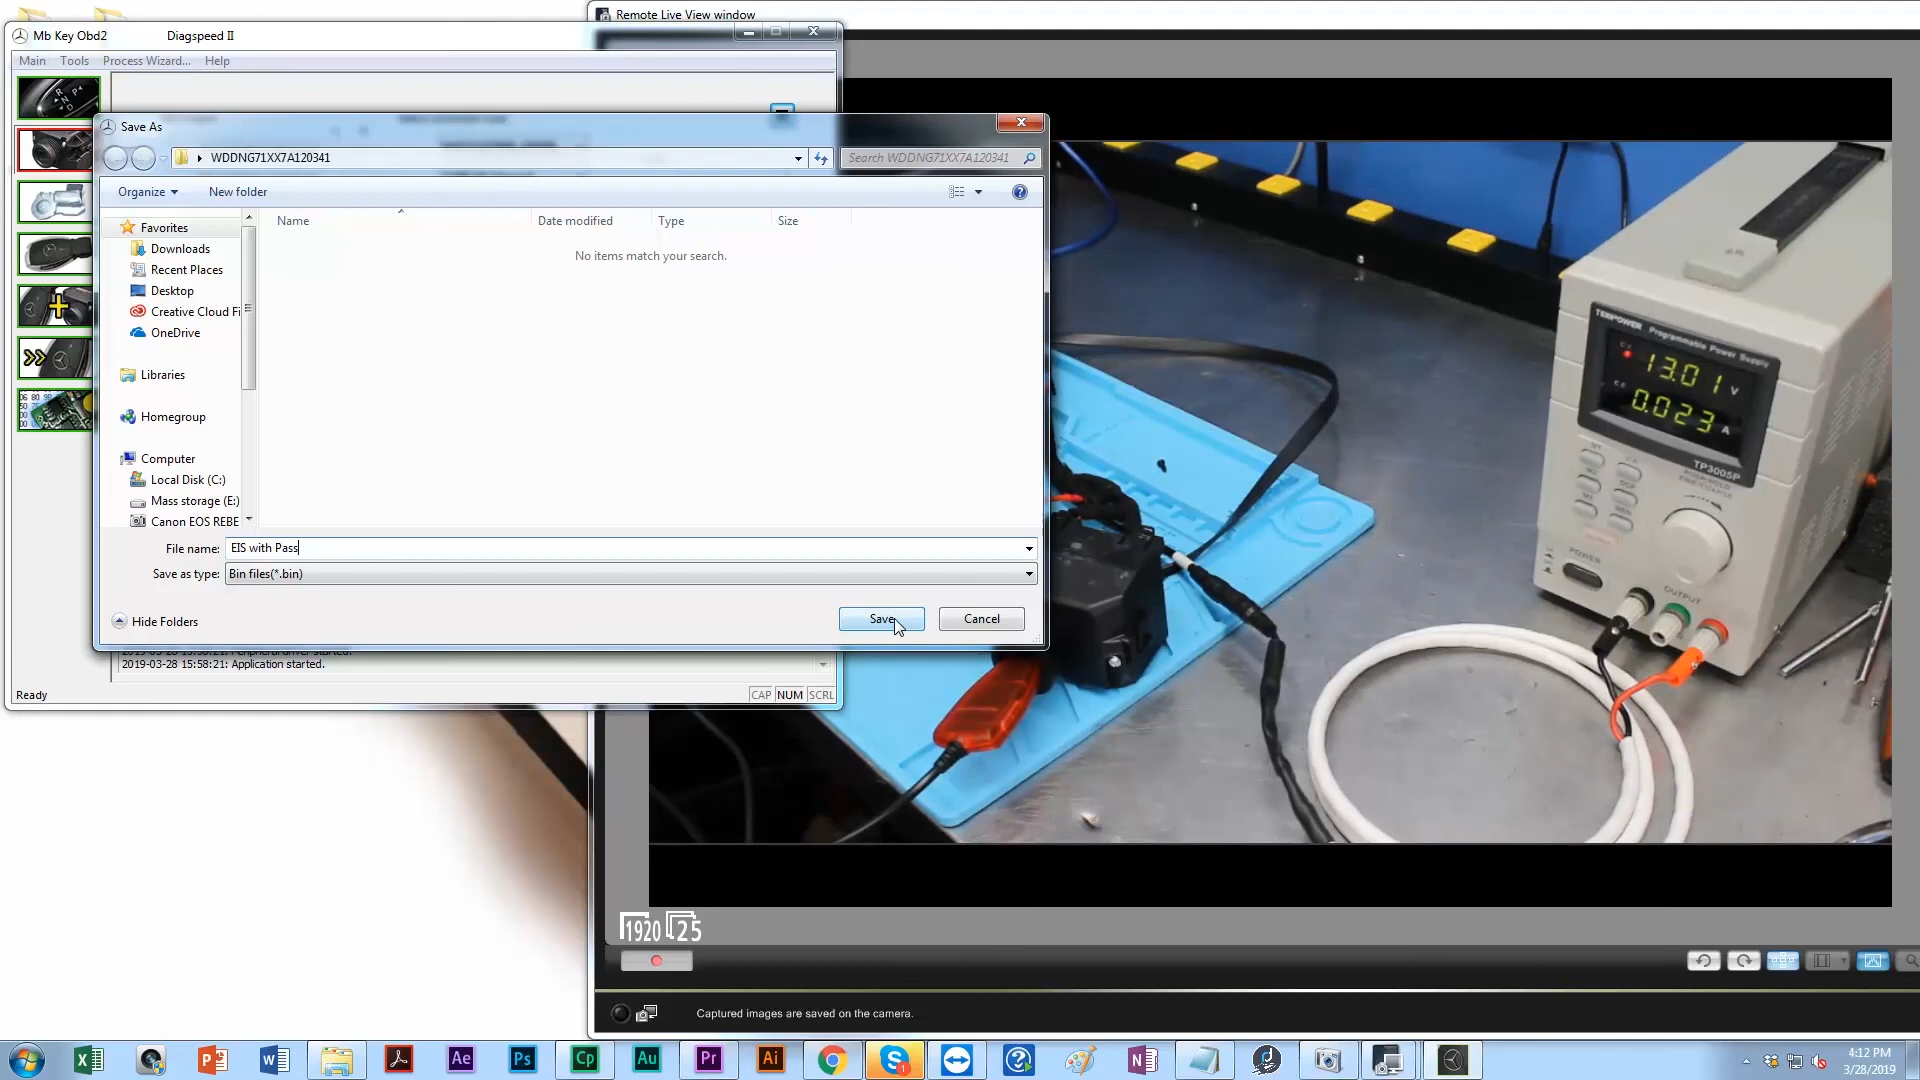 Remote Live View window
Mb Key Obd2 Diagspeed II
Main Tools Process Wizard... Help
Save As
WDDNG71XX7A120341
Search WDDNG71XX7A120341
Organize New folder
Name Date modified Type Size
No items match your search.
Favorites
Downloads
Recent Places
Desktop
Creative Cloud Fi
OneDrive
Libraries
Homegroup
Computer
Local Disk (C:)
Mass storage (E:)
Canon EOS REBE
File name: EIS with Pass
Save as type: Bin files(*.bin)
Hide Folders
Save Cancel
2019-03-28 15:58:21: Application started.
Ready
CAP NUM SCRL
Programmable Power Supply
13.01 V
0.023 A
TP3005P
POWER
OUTPUT
1920 25
Captured images are saved on the camera.
4:12 PM
3/28/2019